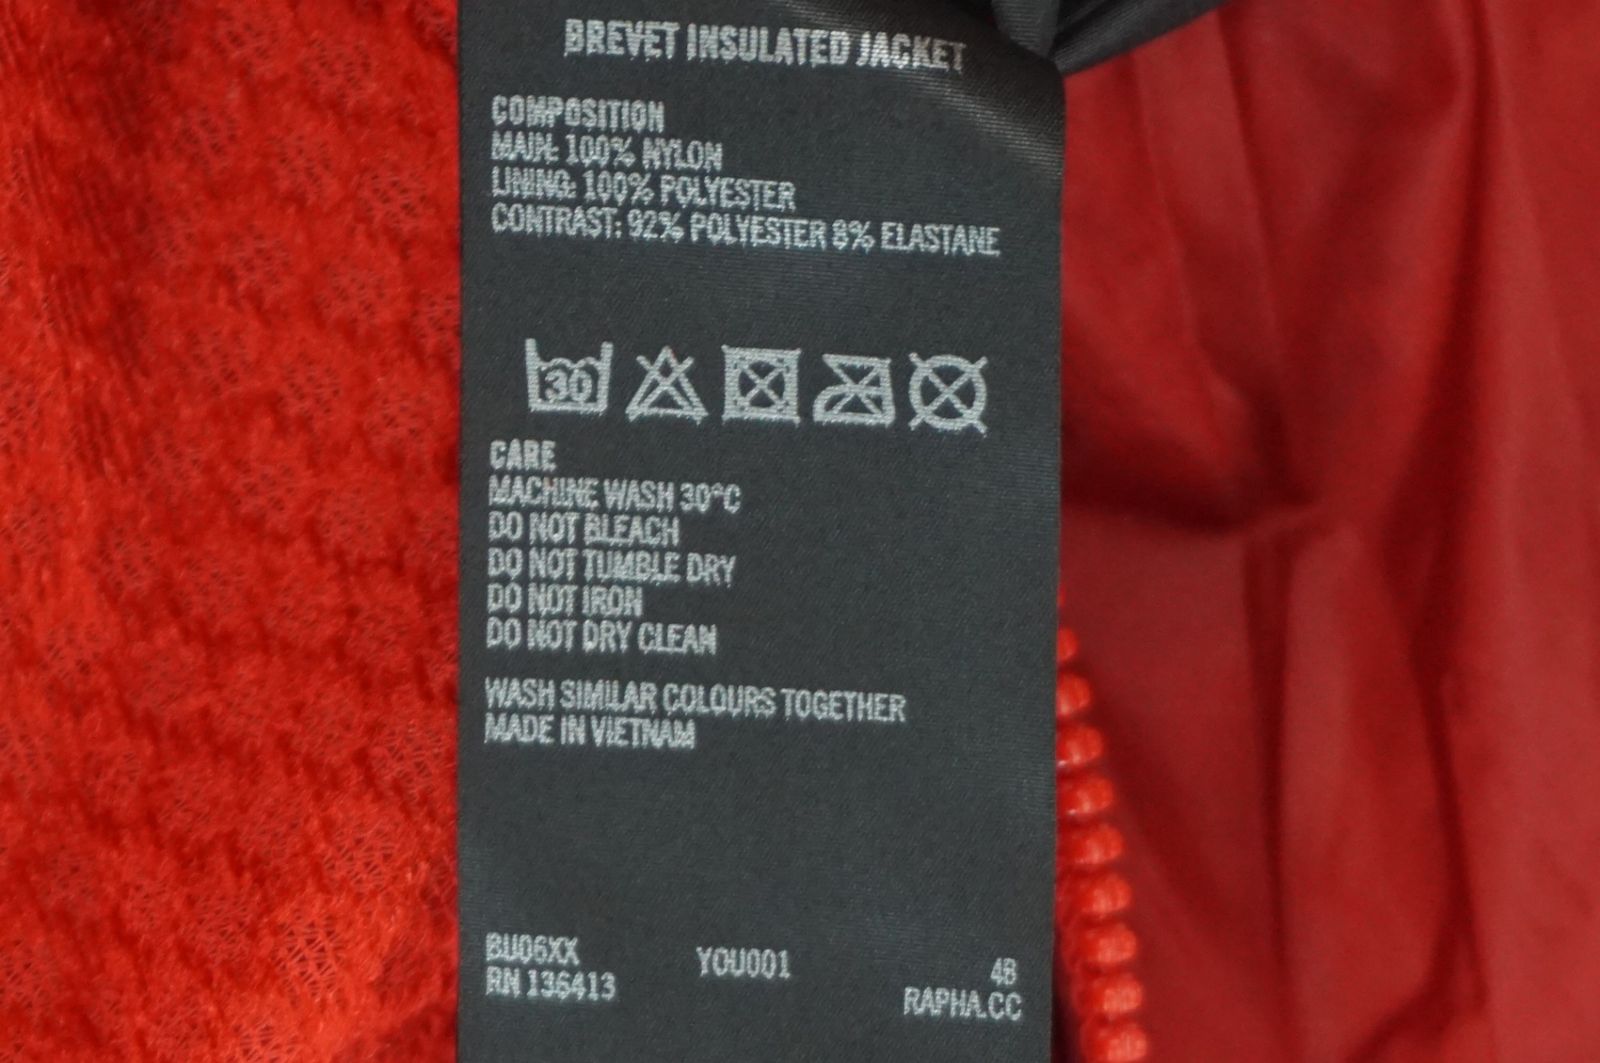 BREVET INSULATED JACKET
COMPOSITION
MAIN: 100% NYLON
LINING: 100% POLYESTER
CONTRAST: 92% POLYESTER 8% ELASTANE
30
CARE
MACHINE WASH 30°C
DO NOT BLEACH
DO NOT TUMBLE DRY
DO NOT IRON
DO NOT DRY CLEAN
WASH SIMILAR COLOURS TOGETHER
MADE IN VIETNAM
BU06XX YOU001 4B
RN 136413 RAPHA.CC